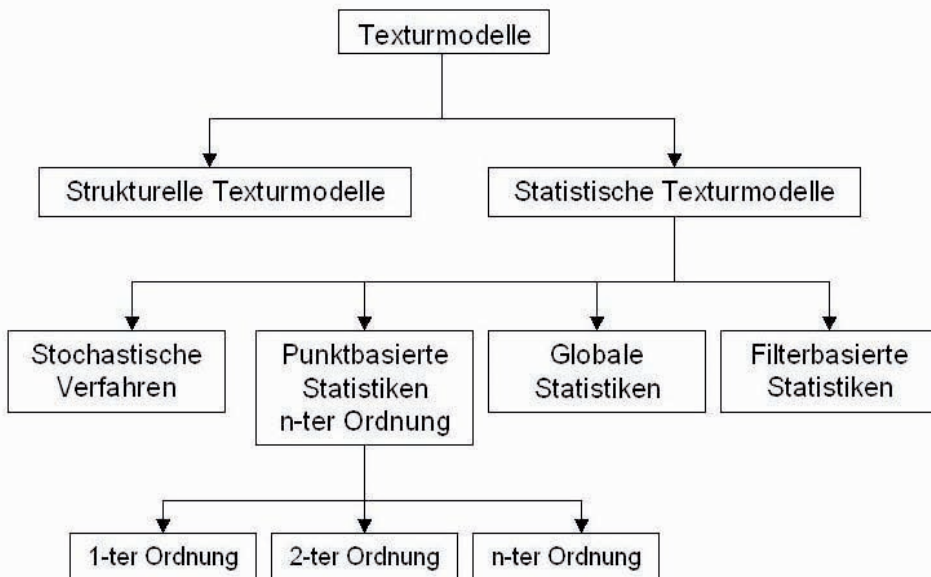 Texturmodelle
Strukturelle Texturmodelle
Statistische Texturmodelle
Stochastische
Verfahren
Punktbasierte
Statistiken
n-ter Ordnung
Globale
Statistiken
Filterbasierte
Statistiken
1-ter Ordnung
2-ter Ordnung
n-ter Ordnung